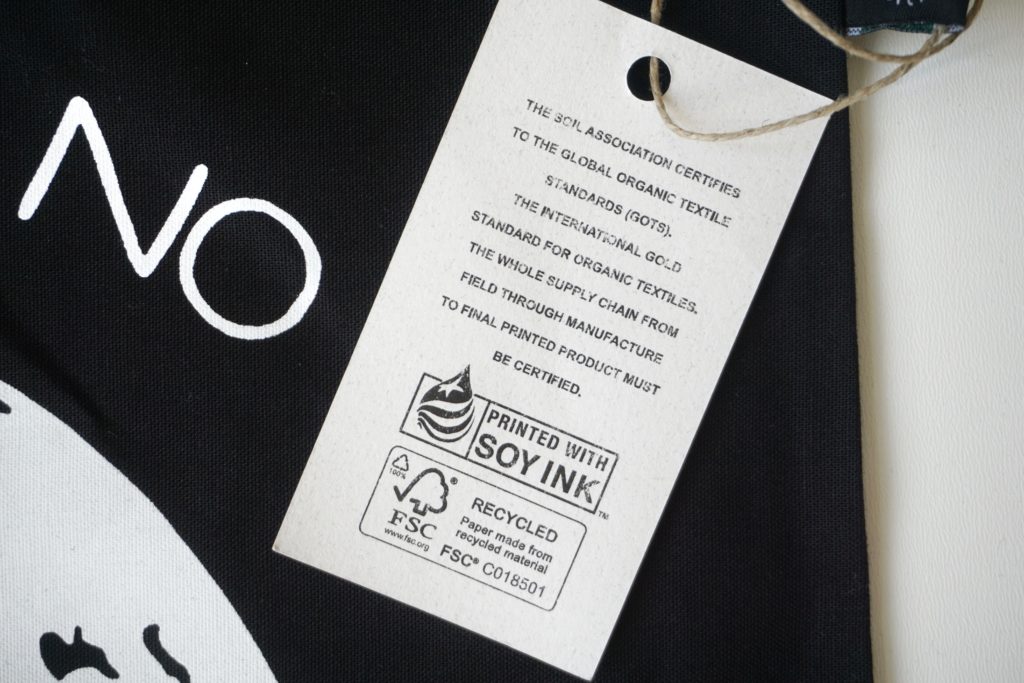 NO
THE SOIL ASSOCIATION CERTIFIES
TO THE GLOBAL ORGANIC TEXTILE
STANDARDS (GOTS).
THE INTERNATIONAL GOLD
STANDARD FOR ORGANIC TEXTILES.
THE WHOLE SUPPLY CHAIN FROM
FIELD THROUGH MANUFACTURE
TO FINAL PRINTED PRODUCT MUST
BE CERTIFIED.
PRINTED WITH
SOY INK™
100%
®
FSC
www.fsc.org
RECYCLED
Paper made from
recycled material
FSC® C018501